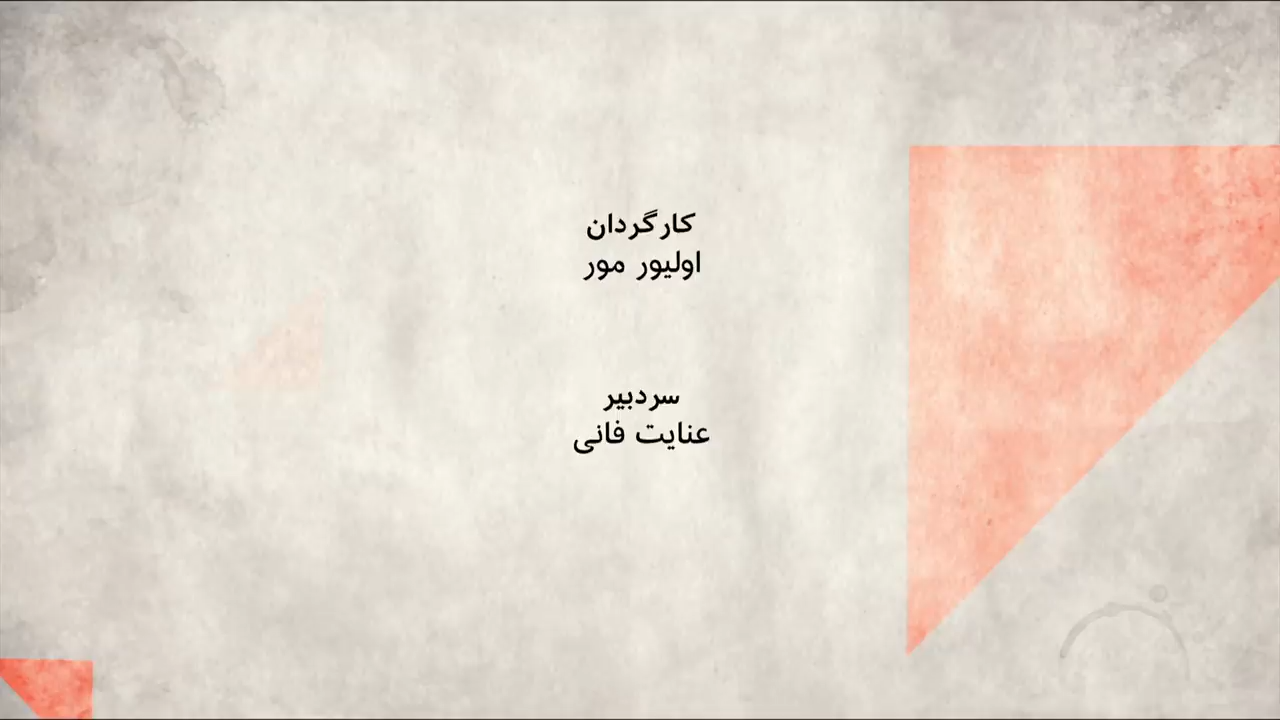 کارگردان
اولیور مور
سردبیر
عنایت فانی